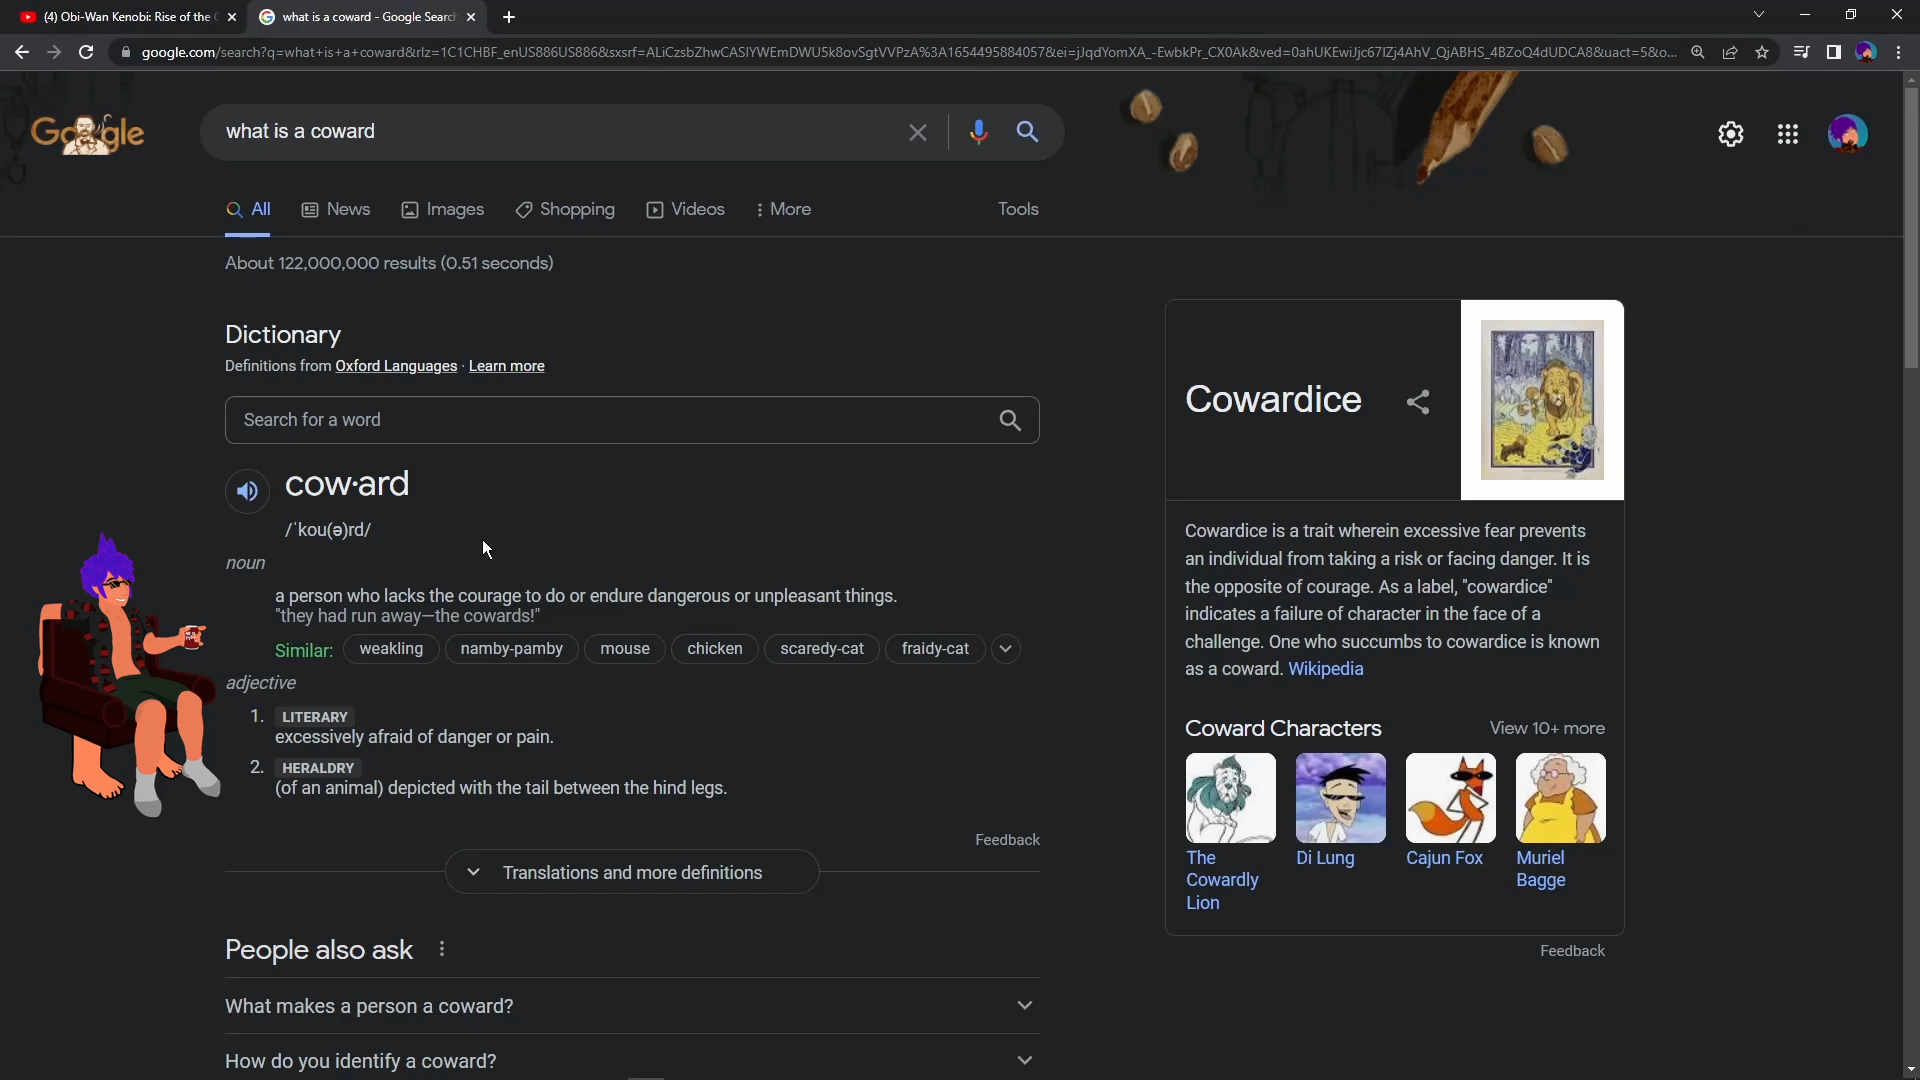 (4) Obi-Wan Kenobi: Rise of the
what is a coward - Google Search
google.com/search?q=what+is+a+coward&rlz=1C1CHBF_enUS886US886&sxsrf=ALiCzsbZhwCASlYWEmDWU5k8ovSgtVVPzA%3A1654495884057&ei=jJqdYomXA_-EwbkPr_CX0Ak&ved=0ahUKEwiJjc67lZj4AhV_QjABHS_4BZoQ4dUDCA8&uact=5&o...
Google
what is a coward
All
News
Images
Shopping
Videos
More
Tools
About 122,000,000 results (0.51 seconds)
Dictionary
Definitions from Oxford Languages · Learn more
Search for a word
cow·ard
/ˈkou(ə)rd/
noun
a person who lacks the courage to do or endure dangerous or unpleasant things.
"they had run away—the cowards!"
Similar: weakling namby-pamby mouse chicken scaredy-cat fraidy-cat
adjective
1. LITERARY
excessively afraid of danger or pain.
2. HERALDRY
(of an animal) depicted with the tail between the hind legs.
Feedback
Translations and more definitions
People also ask
What makes a person a coward?
How do you identify a coward?
Cowardice
Cowardice is a trait wherein excessive fear prevents
an individual from taking a risk or facing danger. It is
the opposite of courage. As a label, "cowardice"
indicates a failure of character in the face of a
challenge. One who succumbs to cowardice is known
as a coward. Wikipedia
Coward Characters
View 10+ more
The
Cowardly
Lion
Di Lung
Cajun Fox
Muriel
Bagge
Feedback